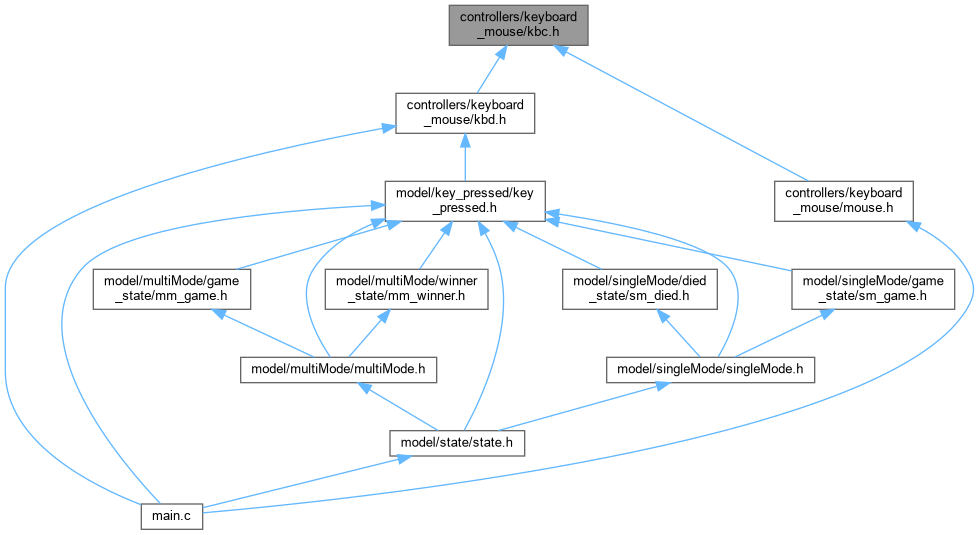 controllers/keyboard
_mouse/kbc.h
controllers/keyboard
_mouse/kbd.h
model/key_pressed/key
_pressed.h
controllers/keyboard
_mouse/mouse.h
model/multiMode/game
_state/mm_game.h
model/multiMode/winner
_state/mm_winner.h
model/singleMode/died
_state/sm_died.h
model/singleMode/game
_state/sm_game.h
model/multiMode/multiMode.h
model/singleMode/singleMode.h
model/state/state.h
main.c